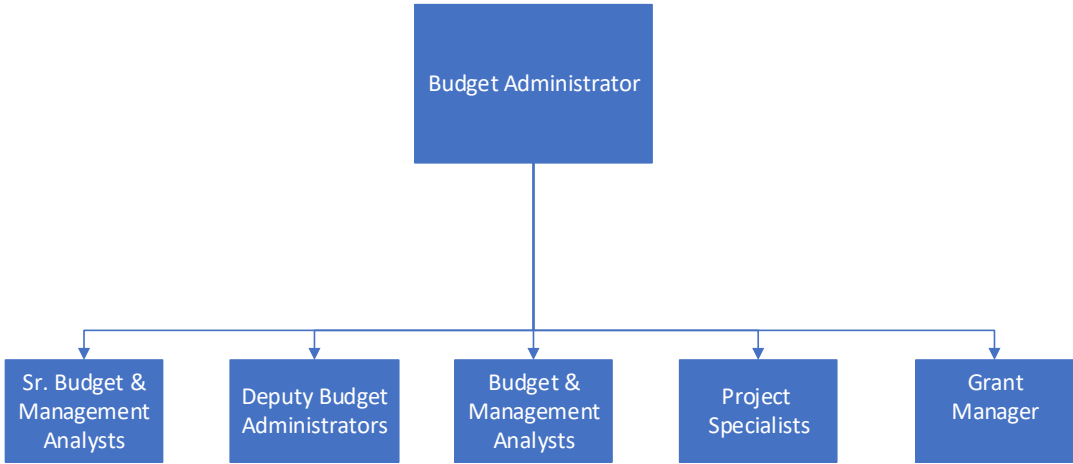 Budget Administrator
Sr. Budget &
Management
Analysts
Deputy Budget
Administrators
Budget &
Management
Analysts
Project
Specialists
Grant
Manager